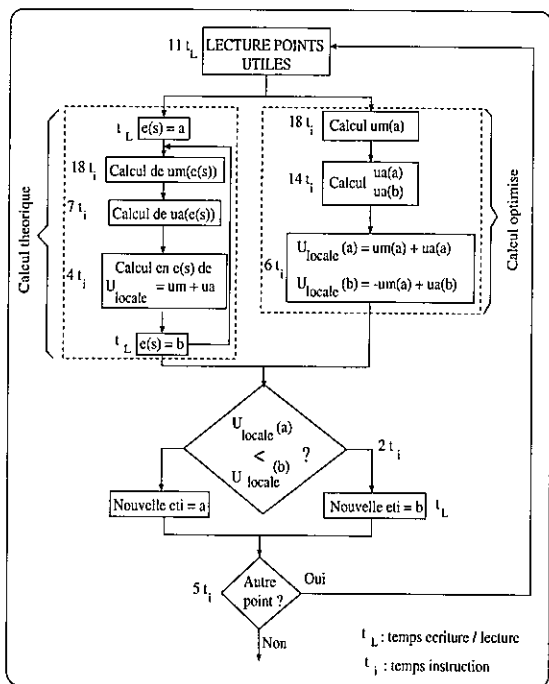 11 t_L
LECTURE POINTS
UTILES
Calcul theorique
t_L
e(s) = a
18 t_i
Calcul de um(e(s))
7 t_i
Calcul de ua(e(s))
4 t_i
Calcul en e(s) de
U_locale = um + ua
t_L
e(s) = b
Calcul optimise
18 t_i
Calcul um(a)
14 t_i
Calcul ua(a)
ua(b)
6 t_i
U_locale (a) = um(a) + ua(a)
U_locale (b) = -um(a) + ua(b)
U_locale (a)
< ?
U_locale (b)
2 t_i
Nouvelle eti = a
Nouvelle eti = b
t_L
5 t_i
Autre
point ?
Oui
Non
t_L : temps ecriture / lecture
t_i : temps instruction